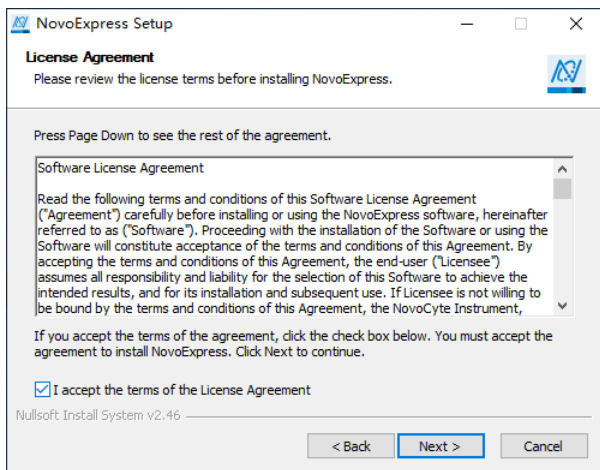 NovoExpress Setup
License Agreement
Please review the license terms before installing NovoExpress.
Press Page Down to see the rest of the agreement.
Software License Agreement
Read the following terms and conditions of this Software License Agreement
("Agreement") carefully before installing or using the NovoExpress software, hereinafter
referred to as ("Software"). Proceeding with the installation of the Software or using the
Software will constitute acceptance of the terms and conditions of this Agreement. By
accepting the terms and conditions of this Agreement, the end-user ("Licensee")
assumes all responsibility and liability for the selection of this Software to achieve the
intended results, and for its installation and subsequent use. If Licensee is not willing to
be bound by the terms and conditions of this Agreement, the NovoCyte Instrument,
If you accept the terms of the agreement, click the check box below. You must accept the
agreement to install NovoExpress. Click Next to continue.
I accept the terms of the License Agreement
Nullsoft Install System v2.46
< Back
Next >
Cancel